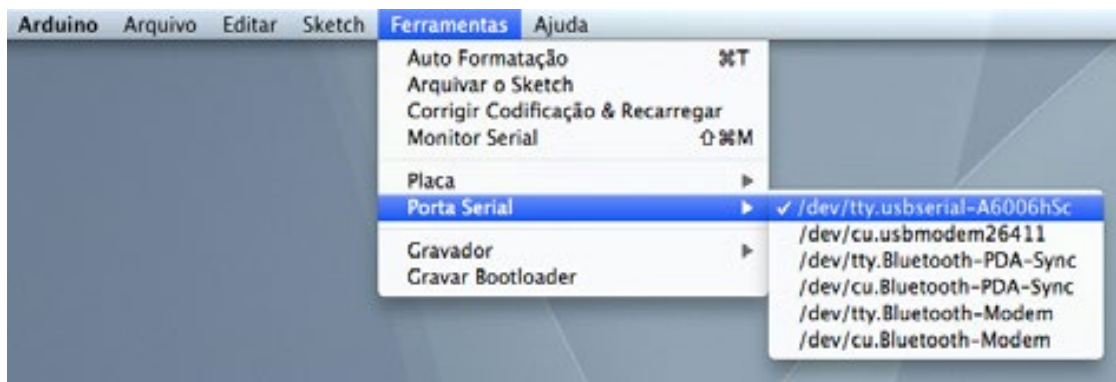 Arduino Arquivo Editar Sketch Ferramentas Ajuda
Auto Formatação ⌘T
Arquivar o Sketch
Corrigir Codificação & Recarregar
Monitor Serial ⇧⌘M
Placa ▶
Porta Serial ▶
Gravador ▶
Gravar Bootloader
✓ /dev/tty.usbserial-A6006hSc
/dev/cu.usbmodem26411
/dev/tty.Bluetooth-PDA-Sync
/dev/cu.Bluetooth-PDA-Sync
/dev/tty.Bluetooth-Modem
/dev/cu.Bluetooth-Modem